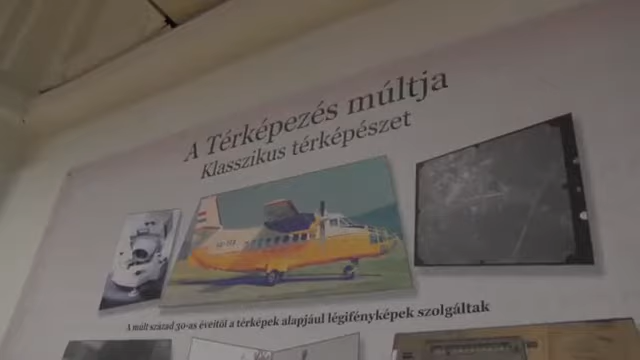 A Térképezés múltja
Klasszikus térképészet
A múlt század 30-as éveitől a térképek alapjául légifényképek szolgáltak